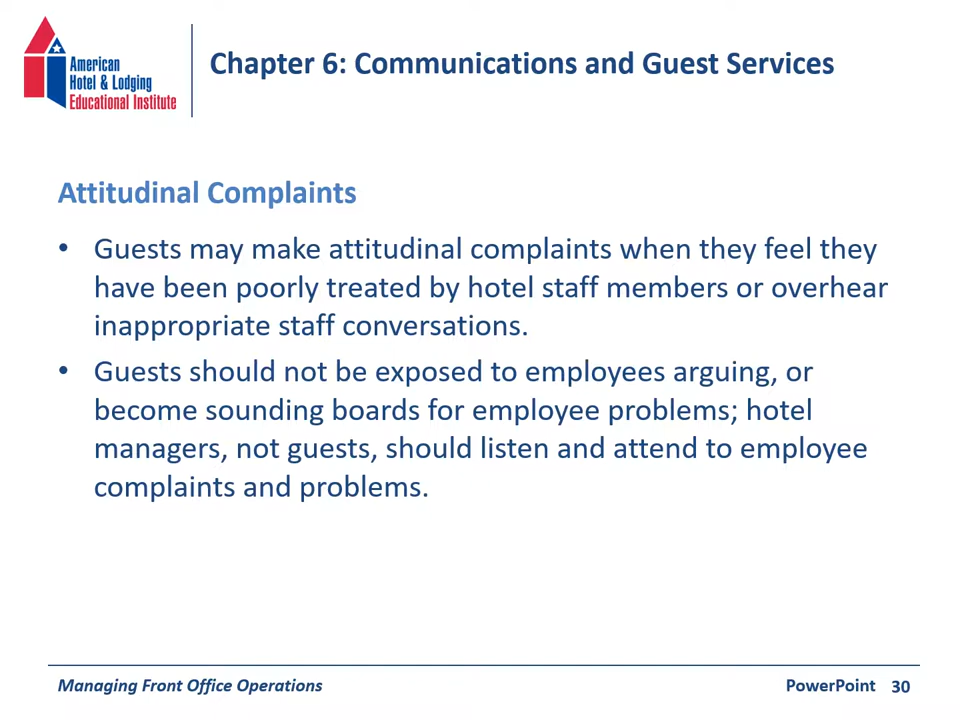 American
Hotel & Lodging
Educational Institute
Chapter 6: Communications and Guest Services
Attitudinal Complaints
• Guests may make attitudinal complaints when they feel they
have been poorly treated by hotel staff members or overhear
inappropriate staff conversations.
• Guests should not be exposed to employees arguing, or
become sounding boards for employee problems; hotel
managers, not guests, should listen and attend to employee
complaints and problems.
Managing Front Office Operations
PowerPoint 30